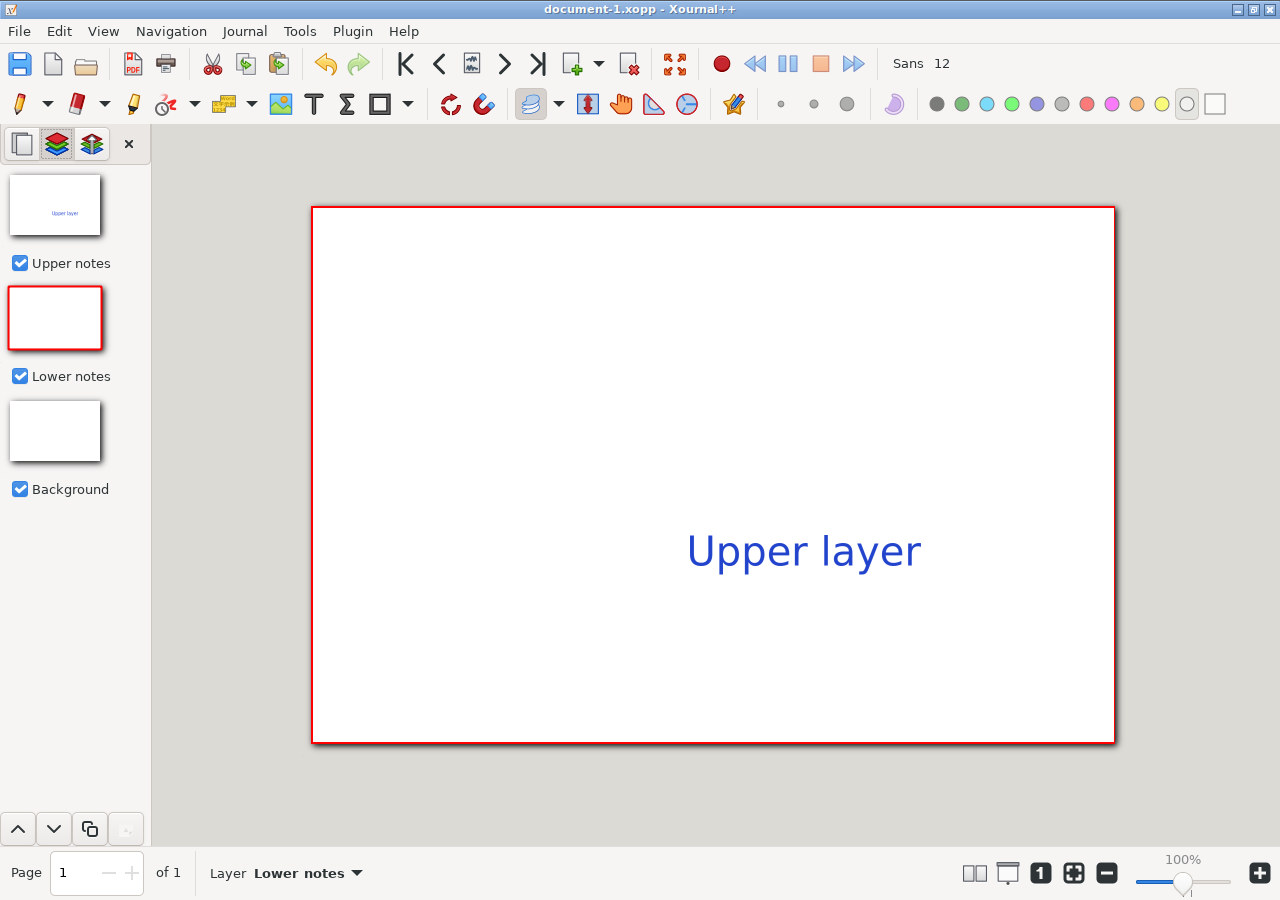 document-1.xopp - Xournal++
File Edit View Navigation Journal Tools Plugin Help
Sans 12
Upper layer
Upper notes
Lower notes
Background
Upper layer
Page 1 of 1 Layer Lower notes 100%